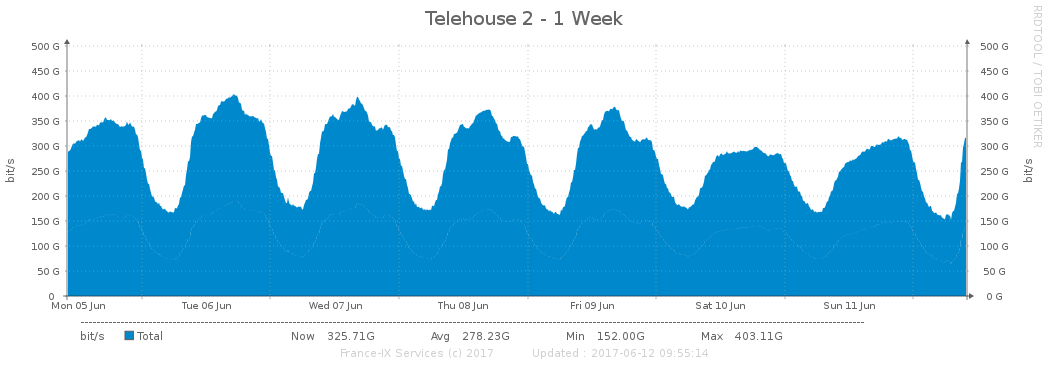 Telehouse 2 - 1 Week
RRDTOOL / TOBI OETIKER
bit/s
500 G 500 G
450 G 450 G
400 G 400 G
350 G 350 G
300 G 300 G
250 G 250 G
200 G 200 G
150 G 150 G
100 G 100 G
50 G 50 G
0 0 G
bit/s
Mon 05 Jun Tue 06 Jun Wed 07 Jun Thu 08 Jun Fri 09 Jun Sat 10 Jun Sun 11 Jun
bit/s Total Now 325.71G Avg 278.23G Min 152.00G Max 403.11G
France-IX Services (c) 2017 Updated : 2017-06-12 09:55:14